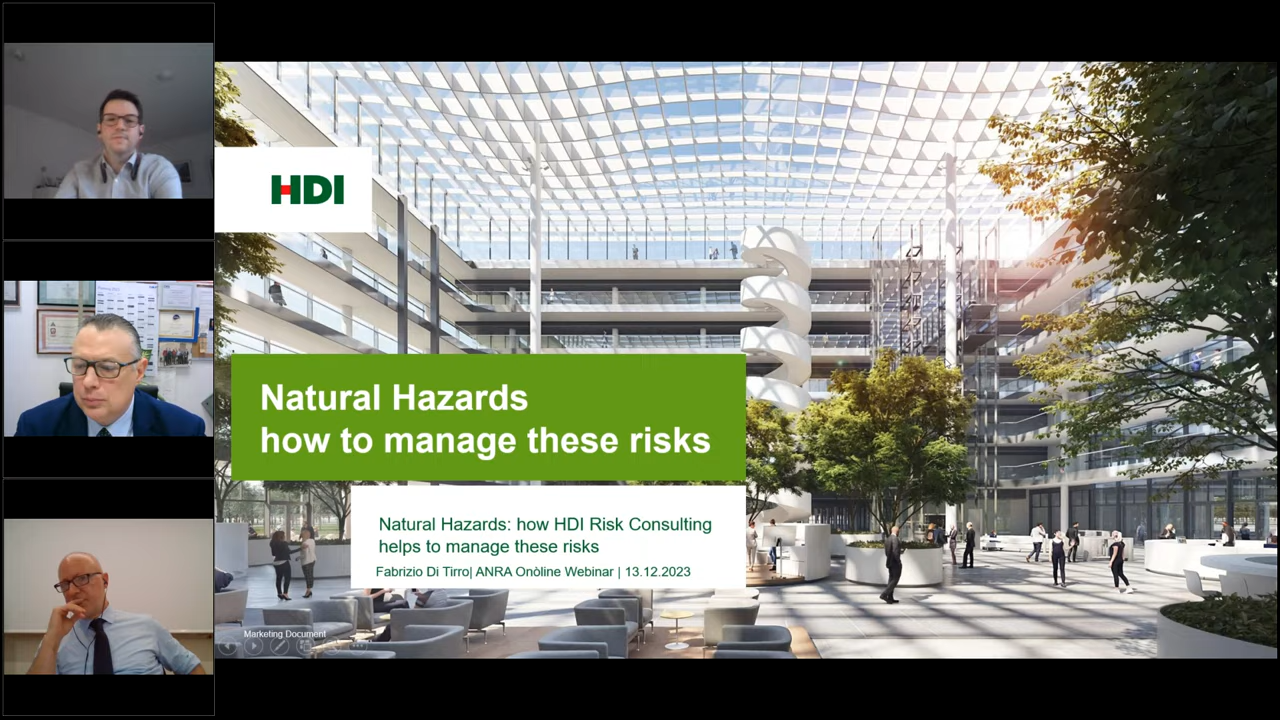 HDI
Natural Hazards
how to manage these risks
Natural Hazards: how HDI Risk Consulting
helps to manage these risks
Fabrizio Di Tirro| ANRA Onòline Webinar | 13.12.2023
Marketing Document